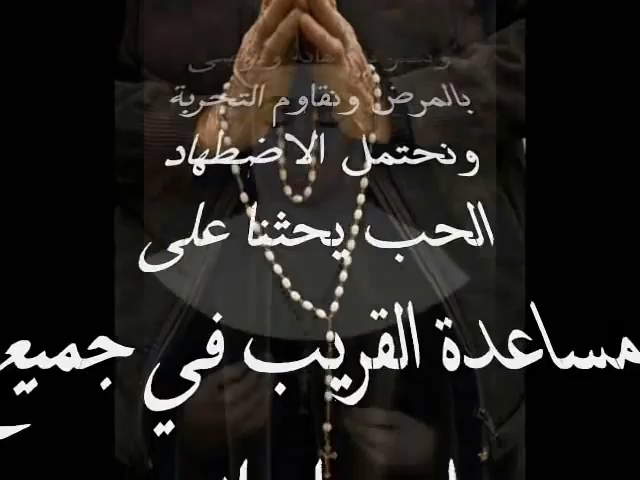 بالمرض ونقاوم التجربة
ونحتمل الاضطهاد
الحب يحثنا على
مساعدة القريب في جميع